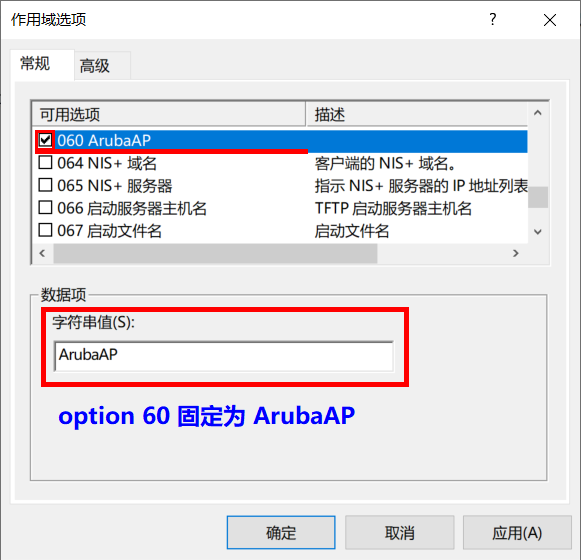 作用域选项
常规
高级
可用选项 描述
060 ArubaAP
064 NIS+ 域名 客户端的 NIS+ 域名。
065 NIS+ 服务器 指示 NIS+ 服务器的 IP 地址列表
066 启动服务器主机名 TFTP 启动服务器主机名
067 启动文件名 启动文件名
数据项
字符串值(S):
ArubaAP
option 60 固定为 ArubaAP
确定 取消 应用(A)